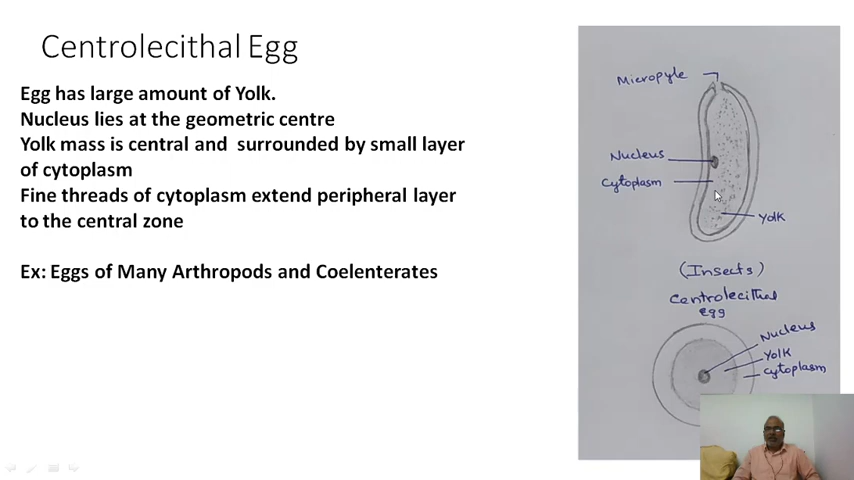 Centrolecithal Egg
Egg has large amount of Yolk.
Nucleus lies at the geometric centre
Yolk mass is central and surrounded by small layer
of cytoplasm
Fine threads of cytoplasm extend peripheral layer
to the central zone
Ex: Eggs of Many Arthropods and Coelenterates
Micropyle
Nucleus
Cytoplasm
Yolk
(Insects)
Centrolecithal
egg
Nucleus
Yolk
Cytoplasm